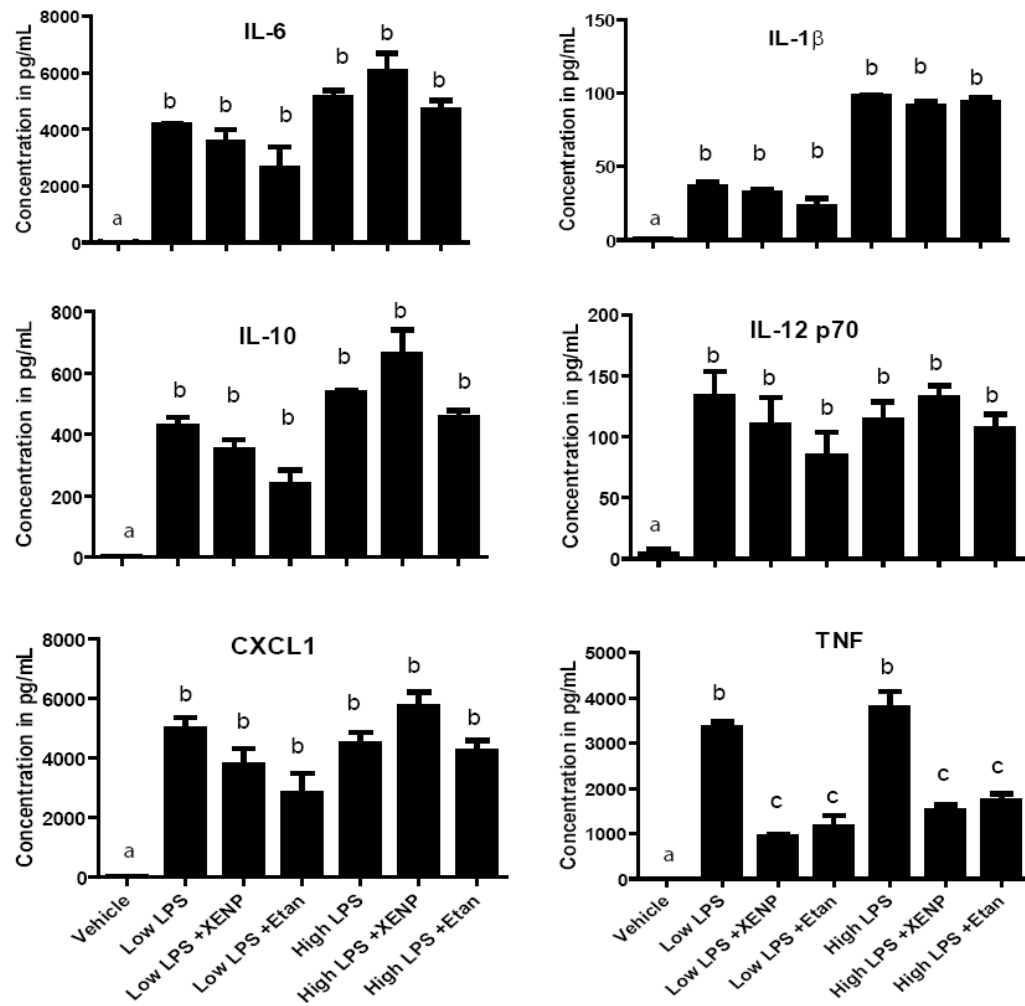 IL-6
Concentration in pg/mL
8000
6000
4000
2000
0
a
b
b
b
b
b
b
IL-1β
Concentration in pg/mL
150
100
50
0
a
b
b
b
b
b
b
IL-10
Concentration in pg/mL
800
600
400
200
0
a
b
b
b
b
b
b
IL-12 p70
Concentration in pg/mL
200
150
100
50
0
a
b
b
b
b
b
b
CXCL1
Concentration in pg/mL
8000
6000
4000
2000
0
a
b
b
b
b
b
b
Vehicle
Low LPS
Low LPS +XENP
Low LPS +Etan
High LPS
High LPS +XENP
High LPS +Etan
TNF
Concentration in pg/mL
5000
4000
3000
2000
1000
0
a
b
c
c
b
c
c
Vehicle
Low LPS
Low LPS +XENP
Low LPS +Etan
High LPS
High LPS +XENP
High LPS +Etan